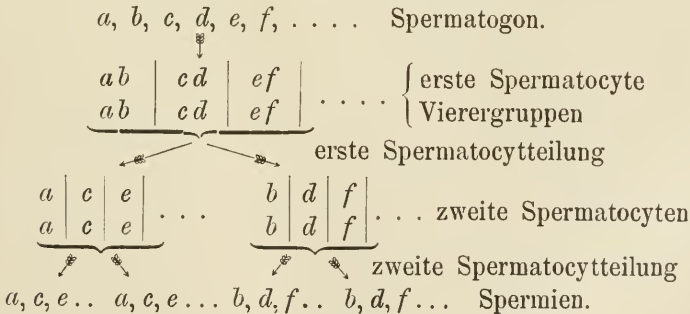 a, b, c, d, e, f, .... Spermatogon.
ab | cd | ef | .... { erste Spermatocyte
ab | cd | ef | Vierergruppen
erste Spermatocytteilung
a | c | e | b | d | f |
a | c | e | ... b | d | f | ... zweite Spermatocyten
zweite Spermatocytteilung
a, c, e .. a, c, e ... b, d, f .. b, d, f ... Spermien.